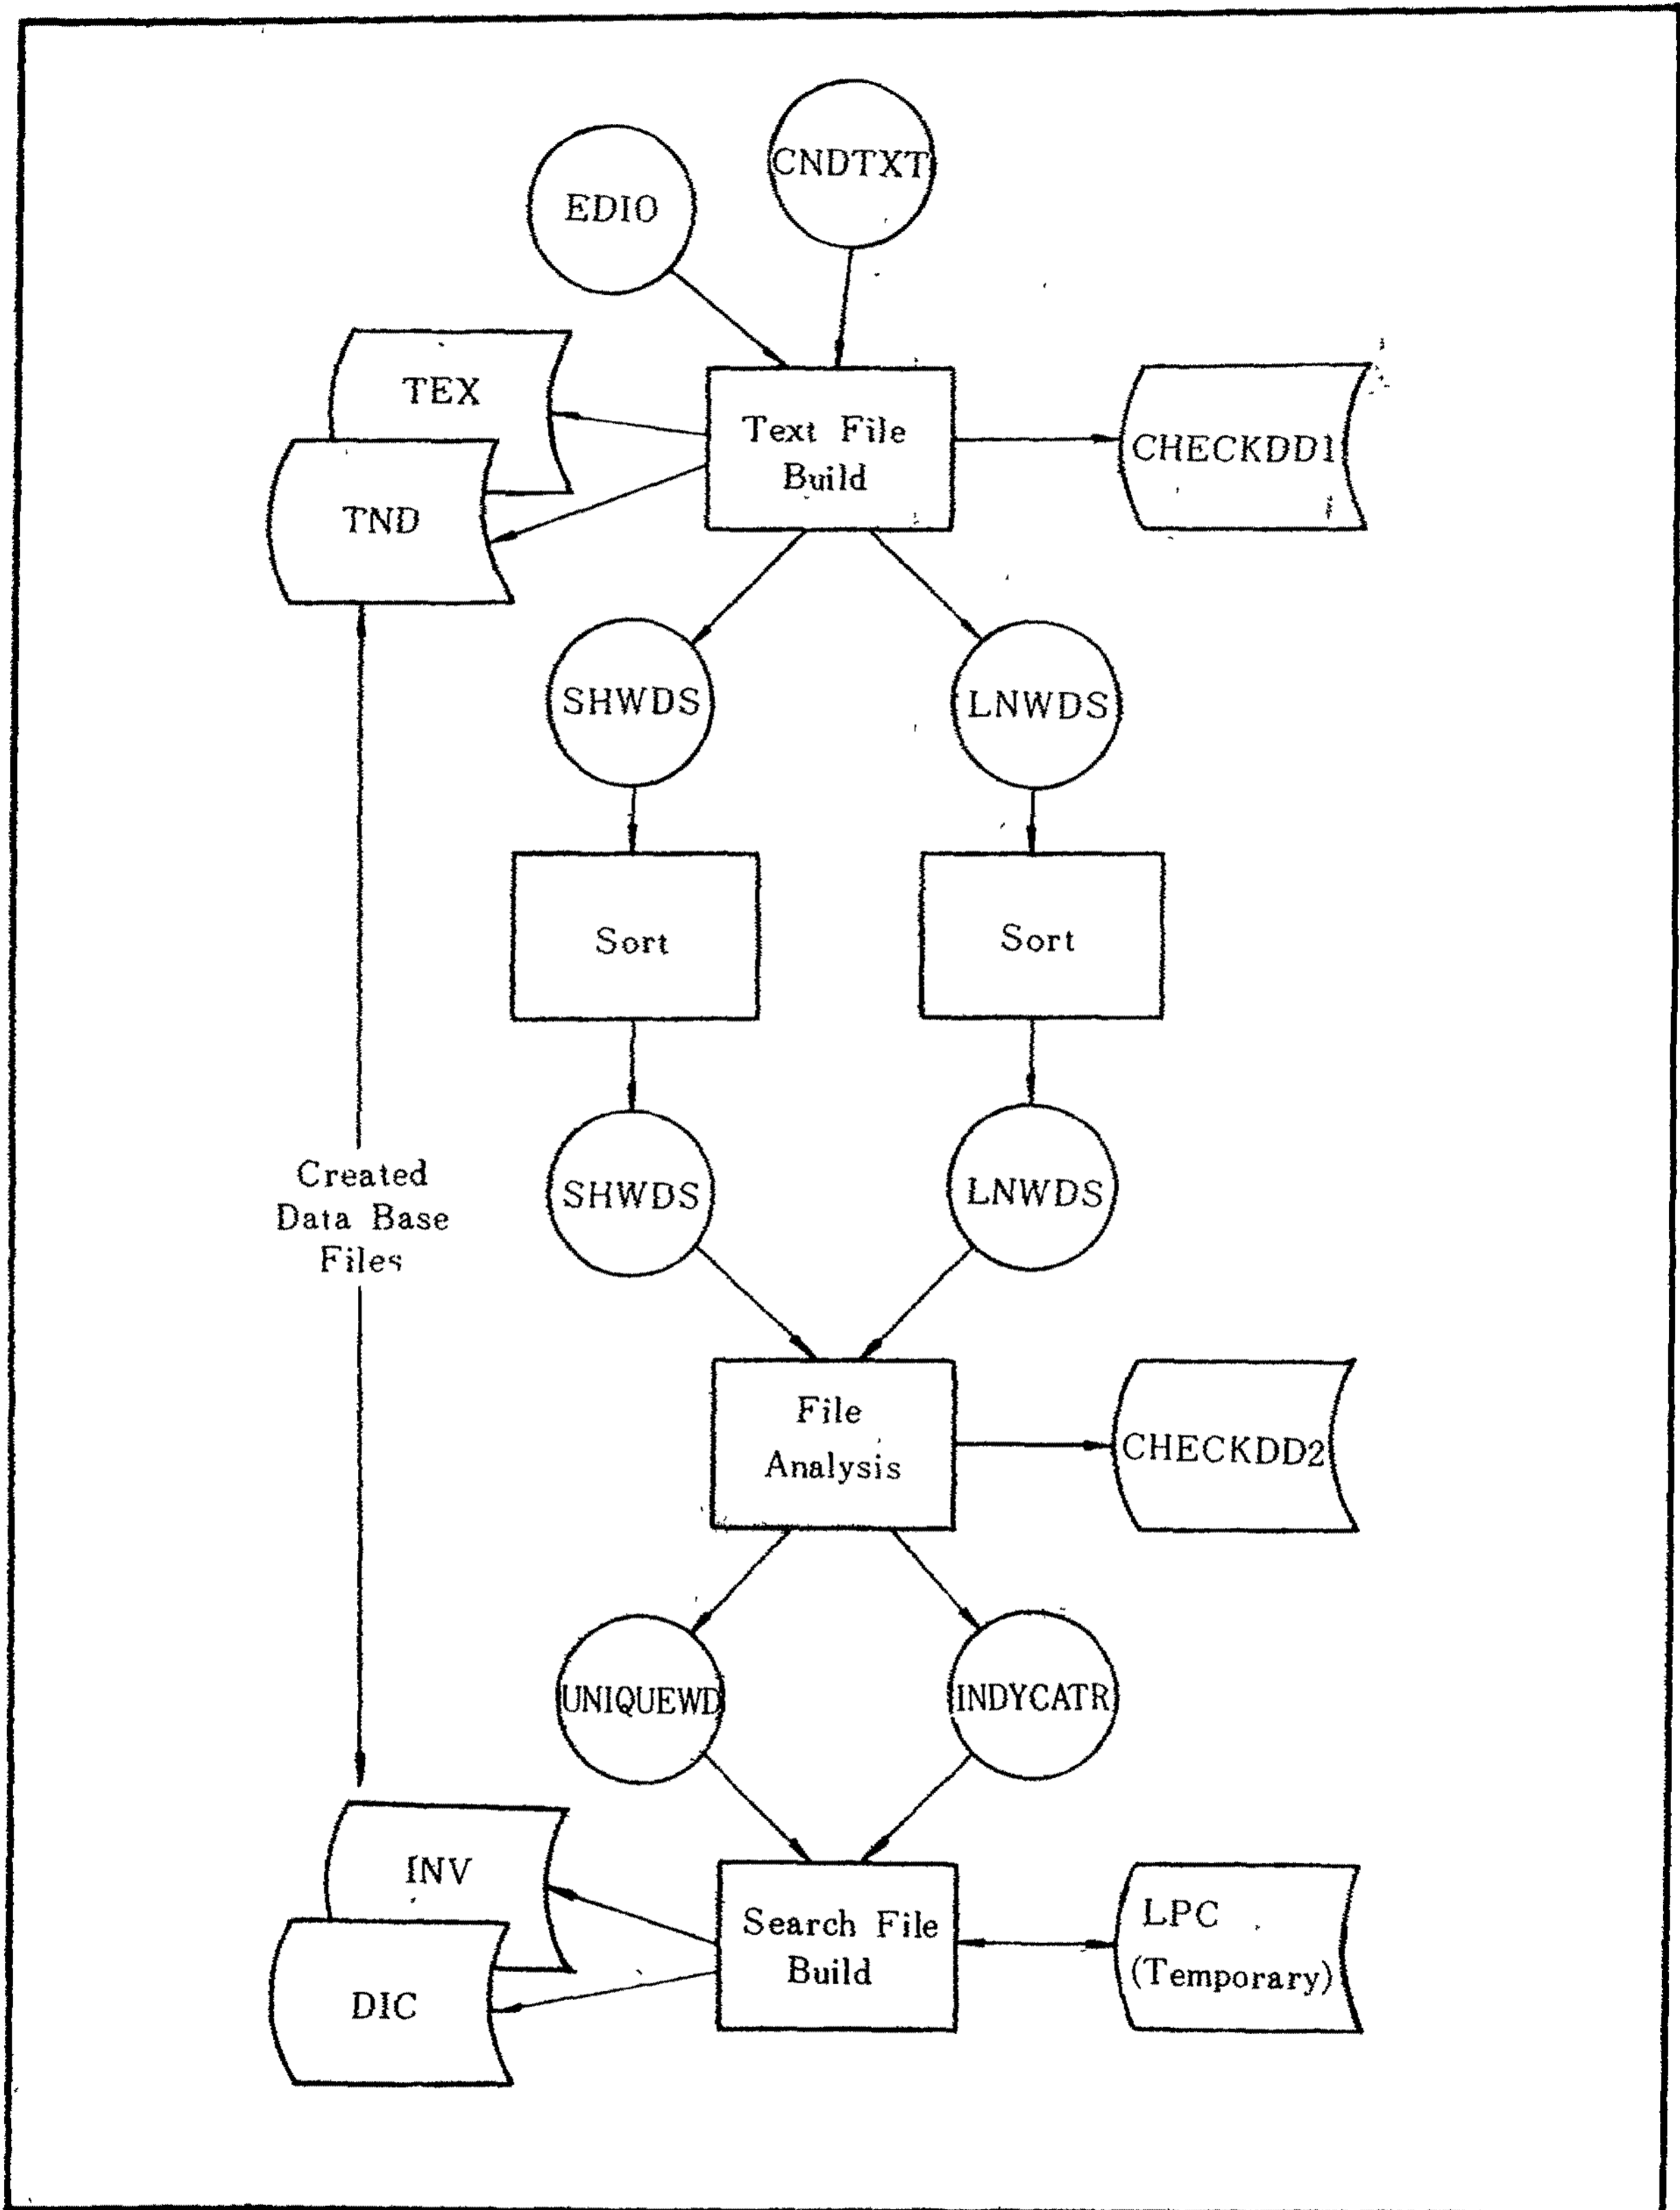 CNDTXT
EDIO
TEX
Text File
Build
CHECKDD1
TND
SHWDS
LNWDS
Sort
Sort
Created
Data Base
Files
SHWDS
LNWDS
File
Analysis
CHECKDD2
UNIQUEWD
INDYCATR
INV
Search File
Build
LPC
(Temporary)
DIC